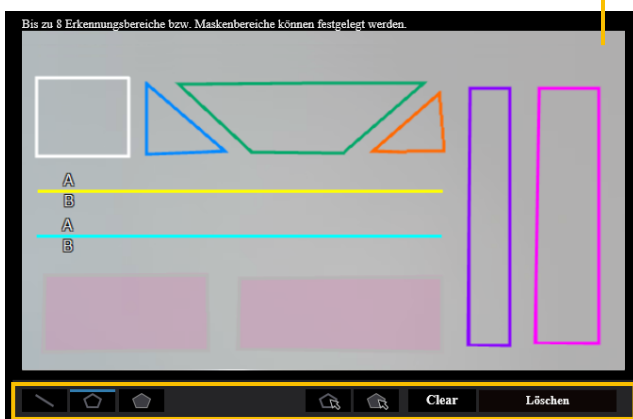 Bis zu 8 Erkennungsbereiche bzw. Maskenbereiche können festgelegt werden.
A
B
A
B
Clear Löschen